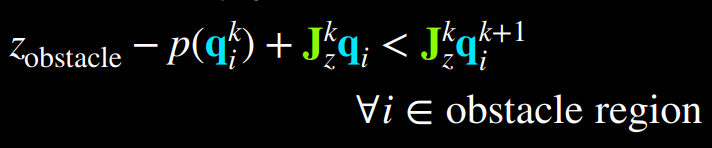 z_obstacle − p(q_i^k) + J_z^k q_i < J_z^k q_i^{k+1}
∀i ∈ obstacle region